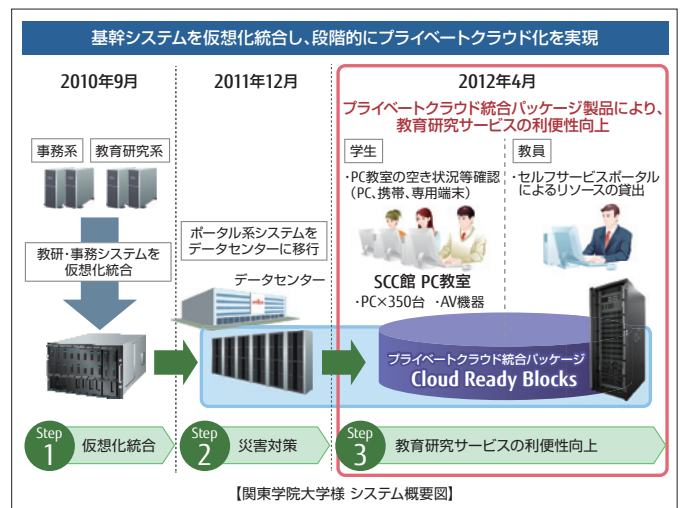 基幹システムを仮想化統合し、段階的にプライベートクラウド化を実現
2010年9月
2011年12月
2012年4月
プライベートクラウド統合パッケージ製品により、
教育研究サービスの利便性向上
事務系
教育研究系
教研・事務システムを
仮想化統合
ポータル系システムを
データセンターに移行
データセンター
学生
・PC教室の空き状況等確認
(PC、携帯、専用端末)
SCC館 PC教室
・PC×350台 ・AV機器
教員
・セルフサービスポータル
によるリソースの貸出
プライベートクラウド統合パッケージ
Cloud Ready Blocks
Step
1
仮想化統合
Step
2
災害対策
Step
3
教育研究サービスの利便性向上
【関東学院大学様 システム概要図】